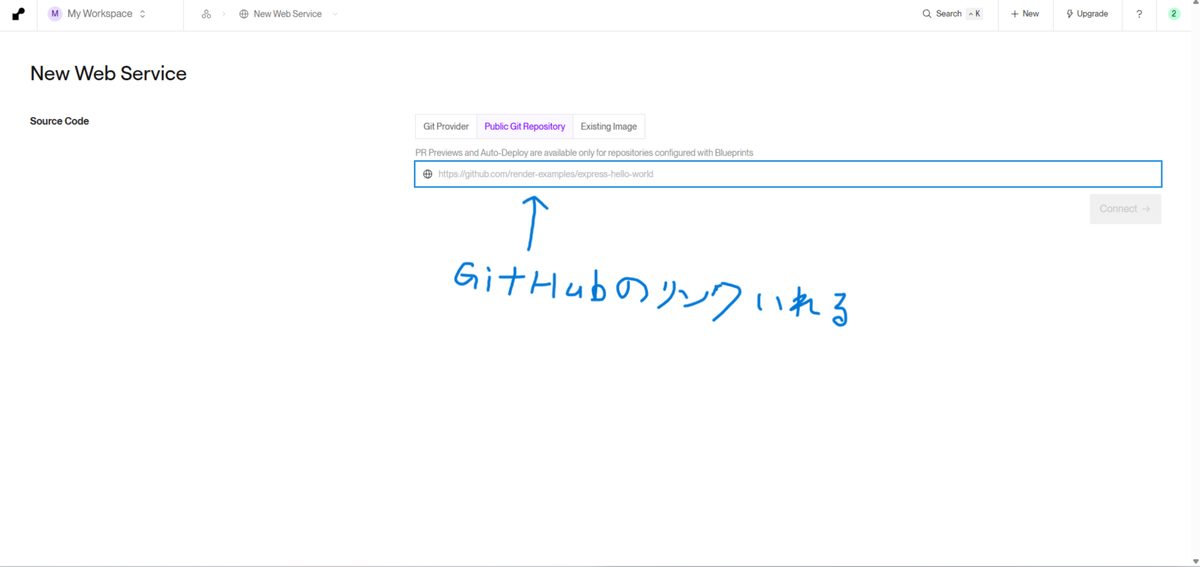 M My Workspace
New Web Service
Search ^ K
+ New
Upgrade
?
2
New Web Service
Source Code
Git Provider
Public Git Repository
Existing Image
PR Previews and Auto-Deploy are available only for repositories configured with Blueprints
https://github.com/render-examples/express-hello-world
Connect →
GitHubのリンクいれる